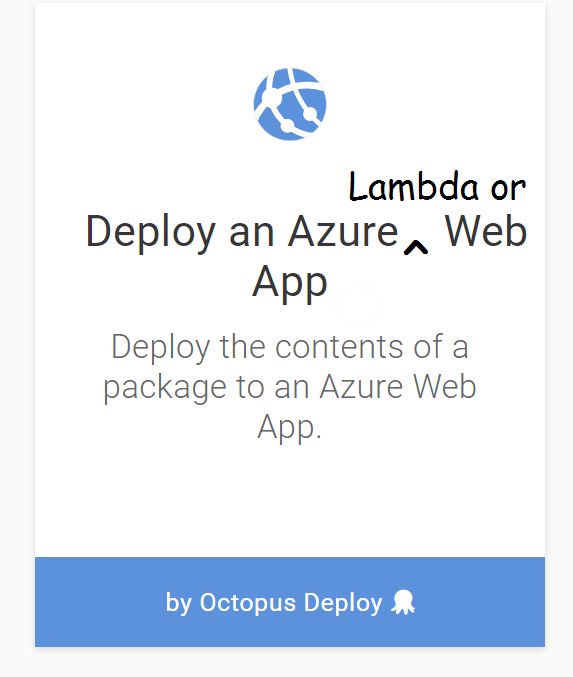 Lambda or
Deploy an Azure^ Web
App
Deploy the contents of a
package to an Azure Web
App.
by Octopus Deploy